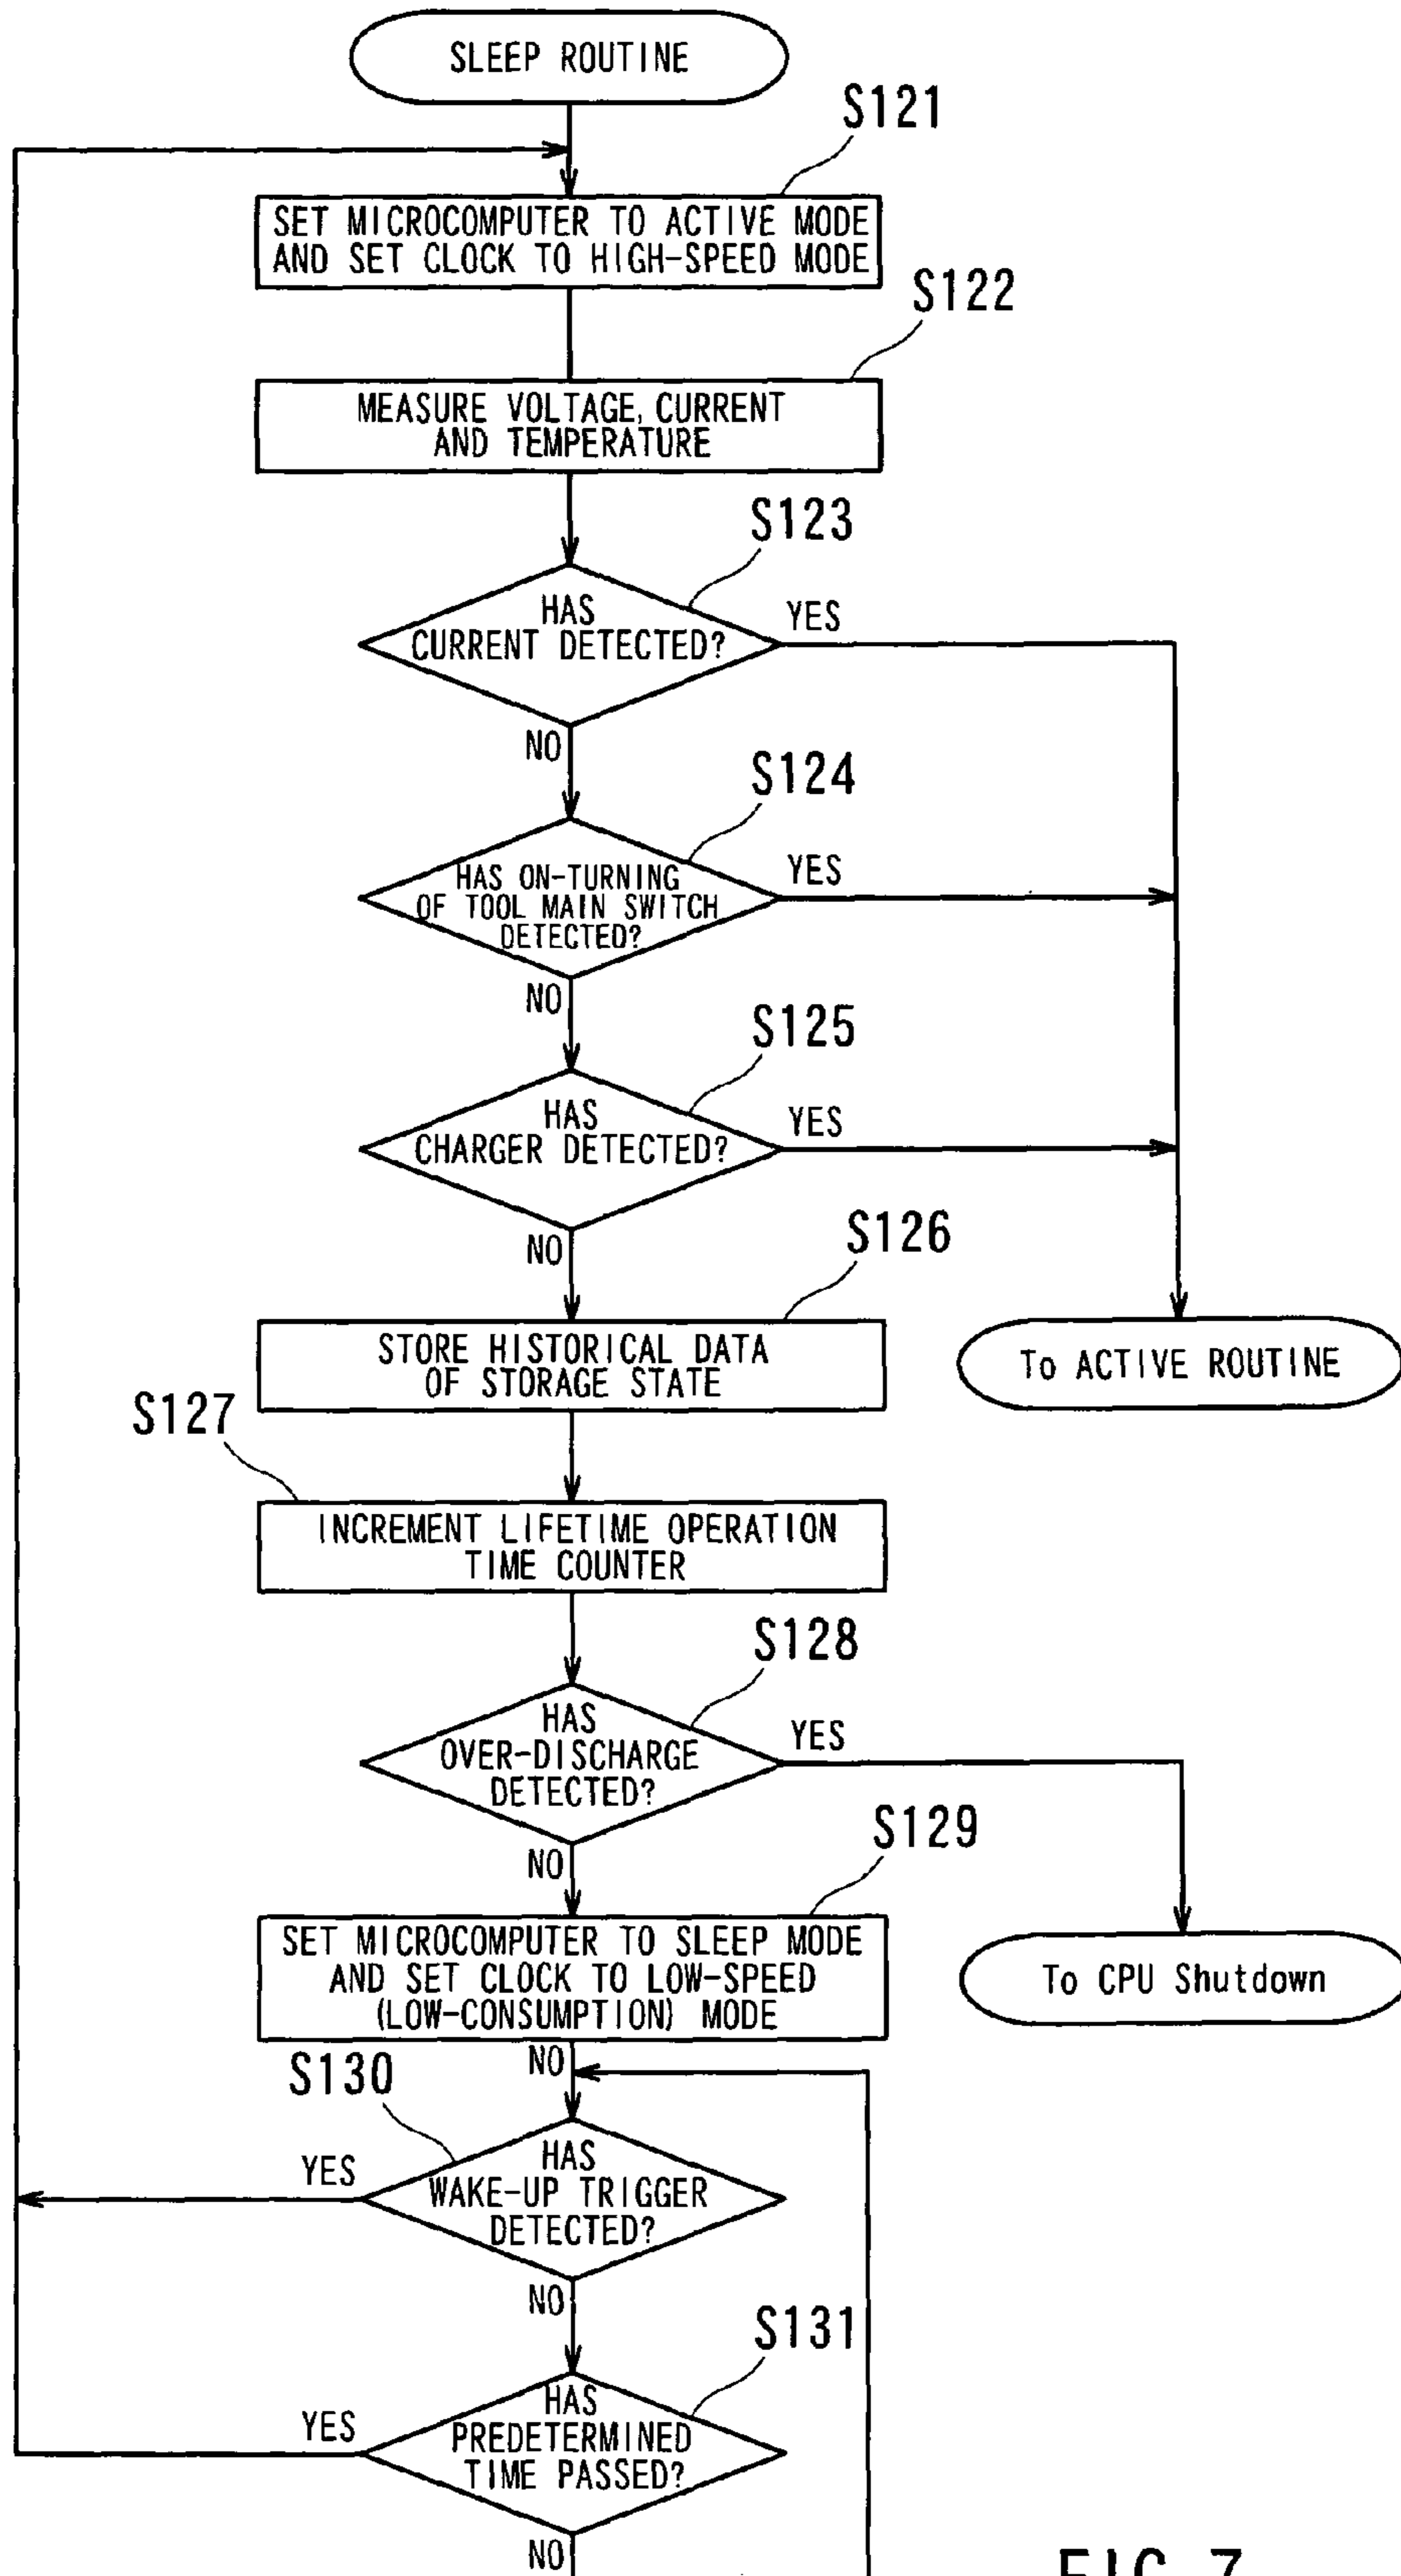 SLEEP ROUTINE
S121
SET MICROCOMPUTER TO ACTIVE MODE
AND SET CLOCK TO HIGH-SPEED MODE
S122
MEASURE VOLTAGE, CURRENT
AND TEMPERATURE
S123
HAS
CURRENT DETECTED?
YES
NO
S124
HAS ON-TURNING
OF TOOL MAIN SWITCH
DETECTED?
YES
NO
S125
HAS
CHARGER DETECTED?
YES
NO
S126
STORE HISTORICAL DATA
OF STORAGE STATE
To ACTIVE ROUTINE
S127
INCREMENT LIFETIME OPERATION
TIME COUNTER
S128
HAS
OVER-DISCHARGE
DETECTED?
YES
NO
S129
SET MICROCOMPUTER TO SLEEP MODE
AND SET CLOCK TO LOW-SPEED
(LOW-CONSUMPTION) MODE
To CPU Shutdown
NO
S130
HAS
WAKE-UP TRIGGER
DETECTED?
YES
NO
S131
HAS
PREDETERMINED
TIME PASSED?
YES
NO
FIG 7